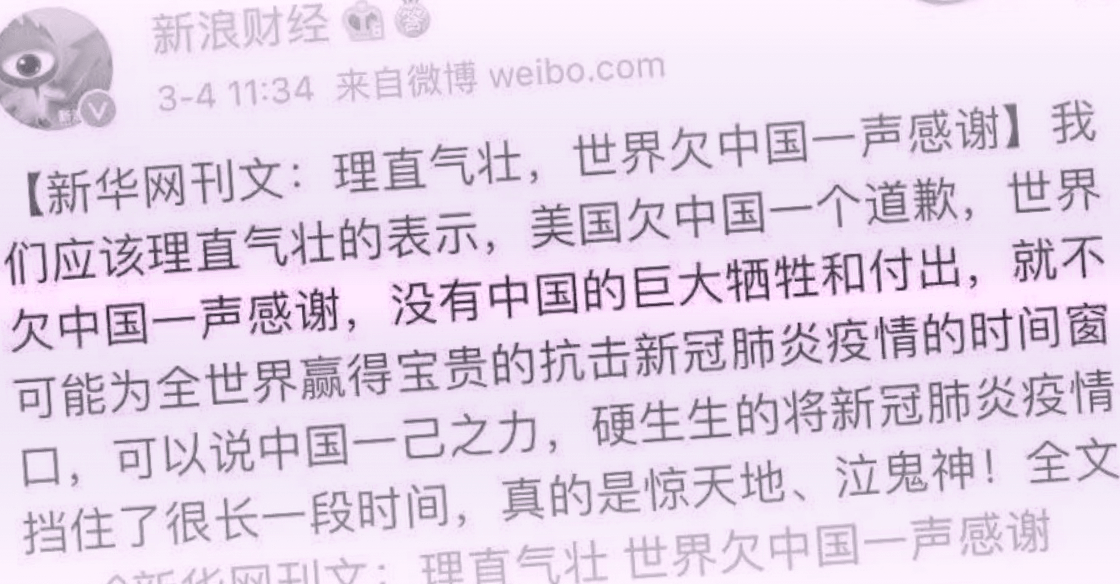 新浪财经
3-4 11:34 来自微博 weibo.com
【新华网刊文：理直气壮，世界欠中国一声感谢】我
们应该理直气壮的表示，美国欠中国一个道歉，世界
欠中国一声感谢，没有中国的巨大牺牲和付出，就不
可能为全世界赢得宝贵的抗击新冠肺炎疫情的时间窗
口，可以说中国一己之力，硬生生的将新冠肺炎疫情
挡住了很长一段时间，真的是惊天地、泣鬼神！全文
新华网刊文：理直气壮 世界欠中国一声感谢